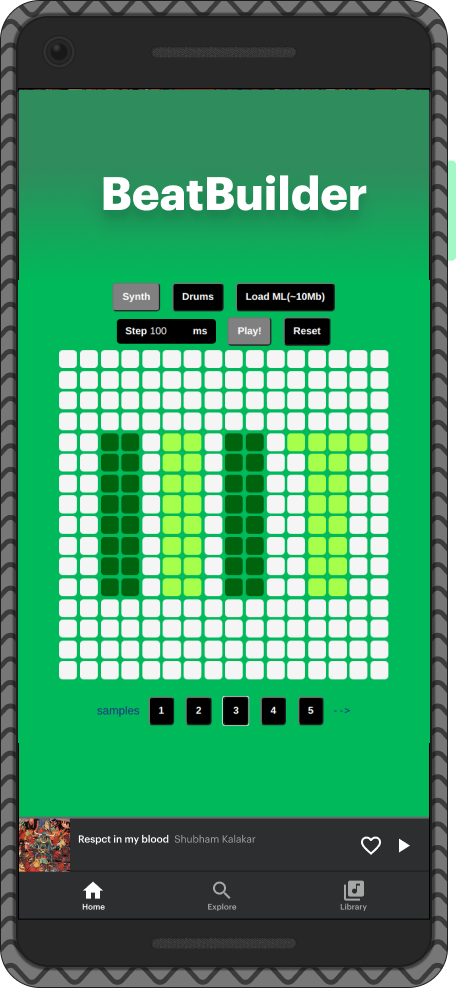 BeatBuilder
Synth Drums Load ML(~10Mb)
Step 100 ms Play! Reset
samples 1 2 3 4 5 -->
Respct in my blood Shubham Kalakar
Home Explore Library